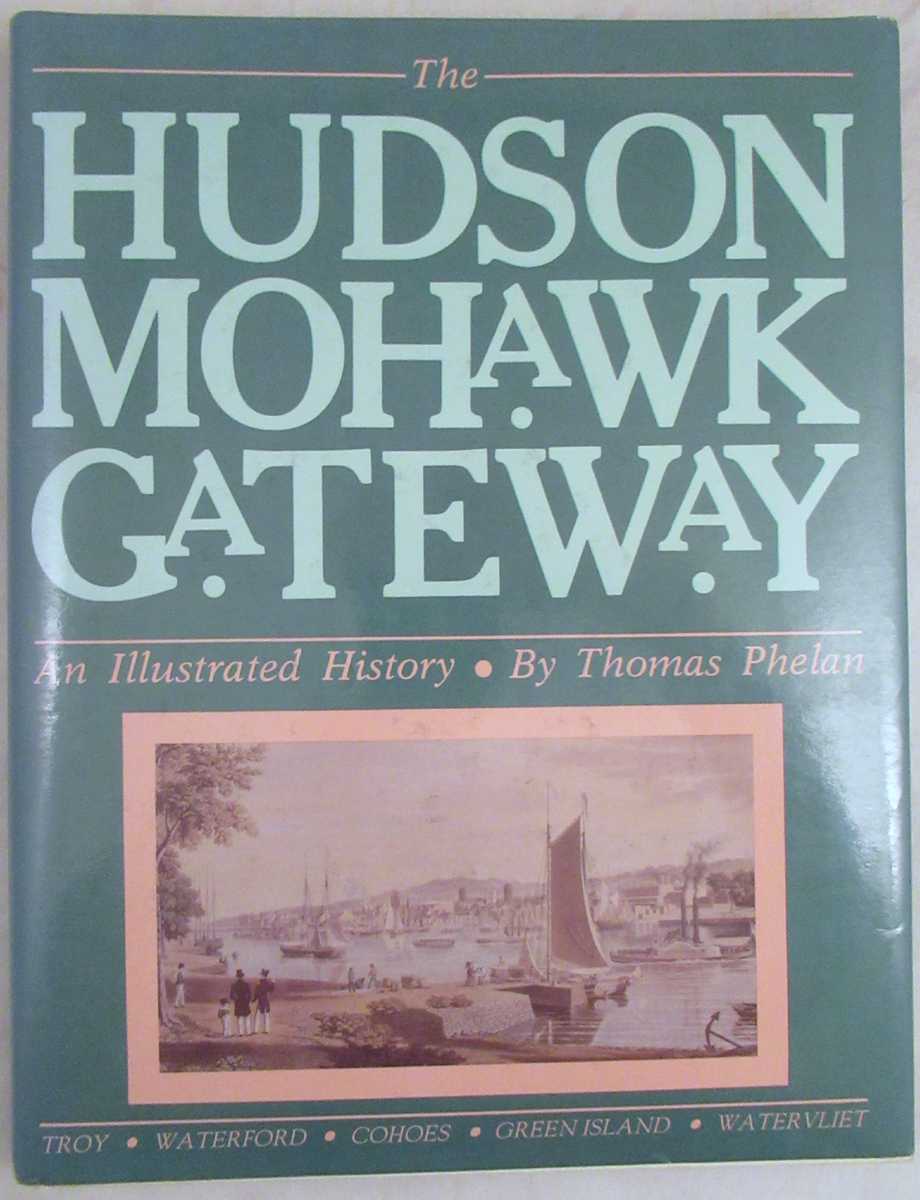 The
HUDSON
MOHAWK
GATEWAY
An Illustrated History • By Thomas Phelan
TROY • WATERFORD • COHOES • GREEN ISLAND • WATERVLIET